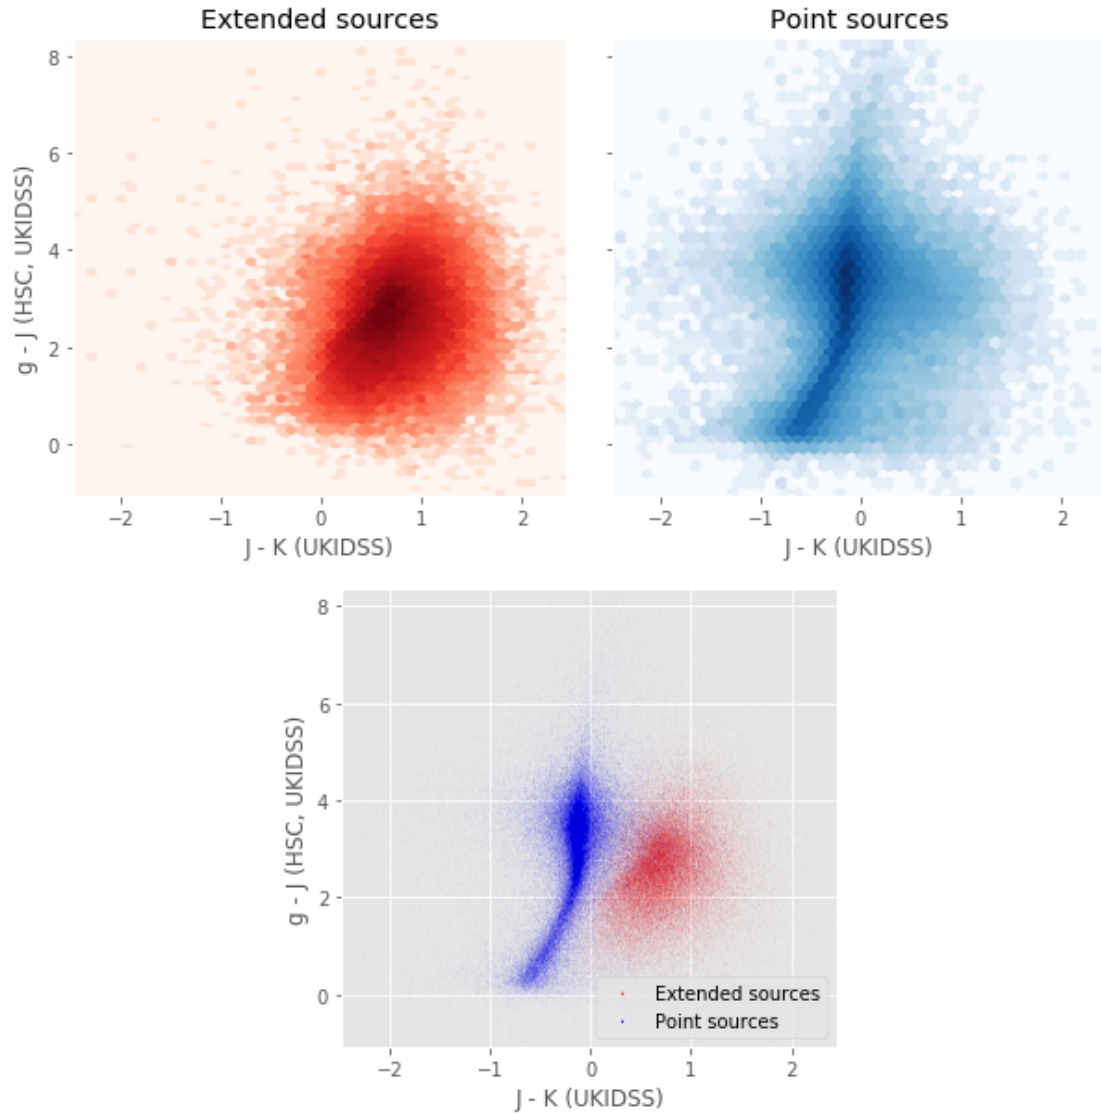 Extended sources
Point sources
8
6
4
2
0
g - J (HSC, UKIDSS)
−2 −1 0 1 2
−2 −1 0 1 2
J - K (UKIDSS)
J - K (UKIDSS)
8
6
4
2
0
g - J (HSC, UKIDSS)
Extended sources
Point sources
−2 −1 0 1 2
J - K (UKIDSS)